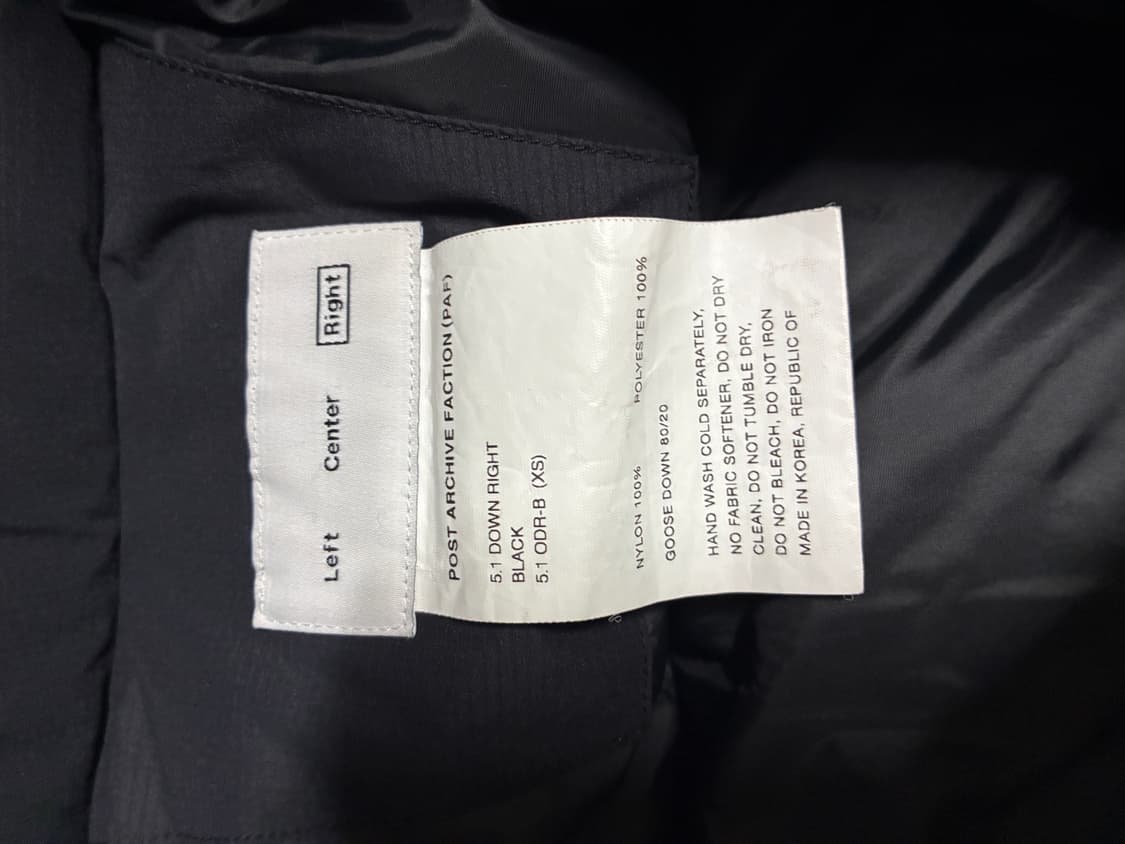 Left Center Right
POST ARCHIVE FACTION (PAF)
5.1 DOWN RIGHT
BLACK
5.1 ODR-B (XS)
NYLON 100% POLYESTER 100%
GOOSE DOWN 80/20
HAND WASH COLD SEPARATELY,
NO FABRIC SOFTENER, DO NOT DRY
CLEAN, DO NOT TUMBLE DRY,
DO NOT BLEACH, DO NOT IRON
MADE IN KOREA, REPUBLIC OF